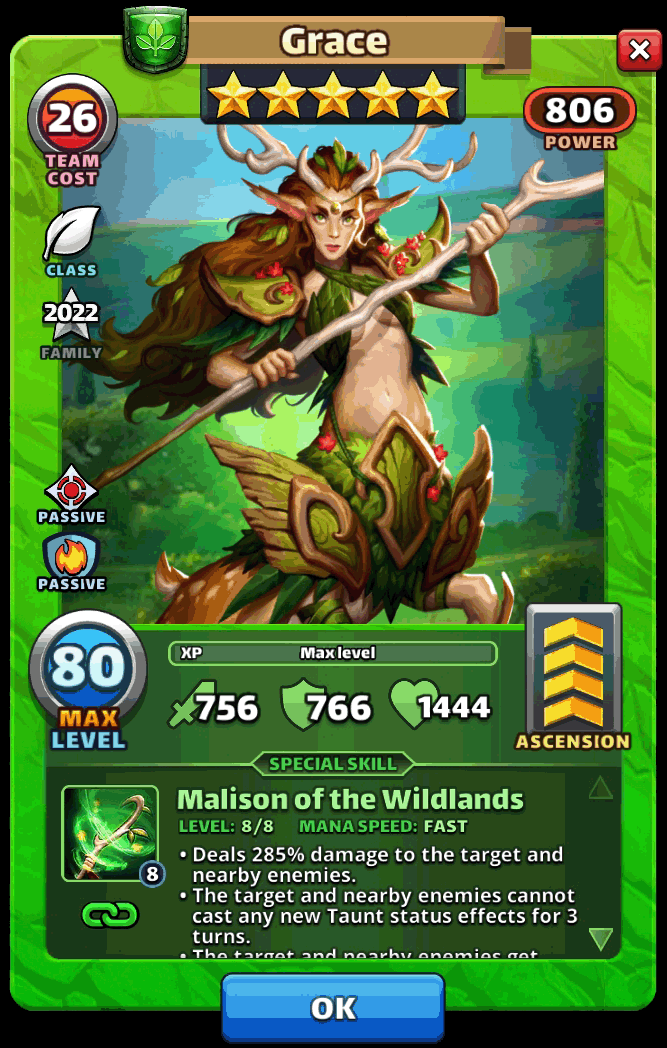 Grace
26
TEAM
COST
806
POWER
CLASS
2022
FAMILY
PASSIVE
PASSIVE
80
MAX
LEVEL
XP Max level
756 766 1444
ASCENSION
SPECIAL SKILL
Malison of the Wildlands
LEVEL: 8/8 MANA SPEED: FAST
8
• Deals 285% damage to the target and
nearby enemies.
• The target and nearby enemies cannot
cast any new Taunt status effects for 3
turns.
• The target and nearby enemies get
OK